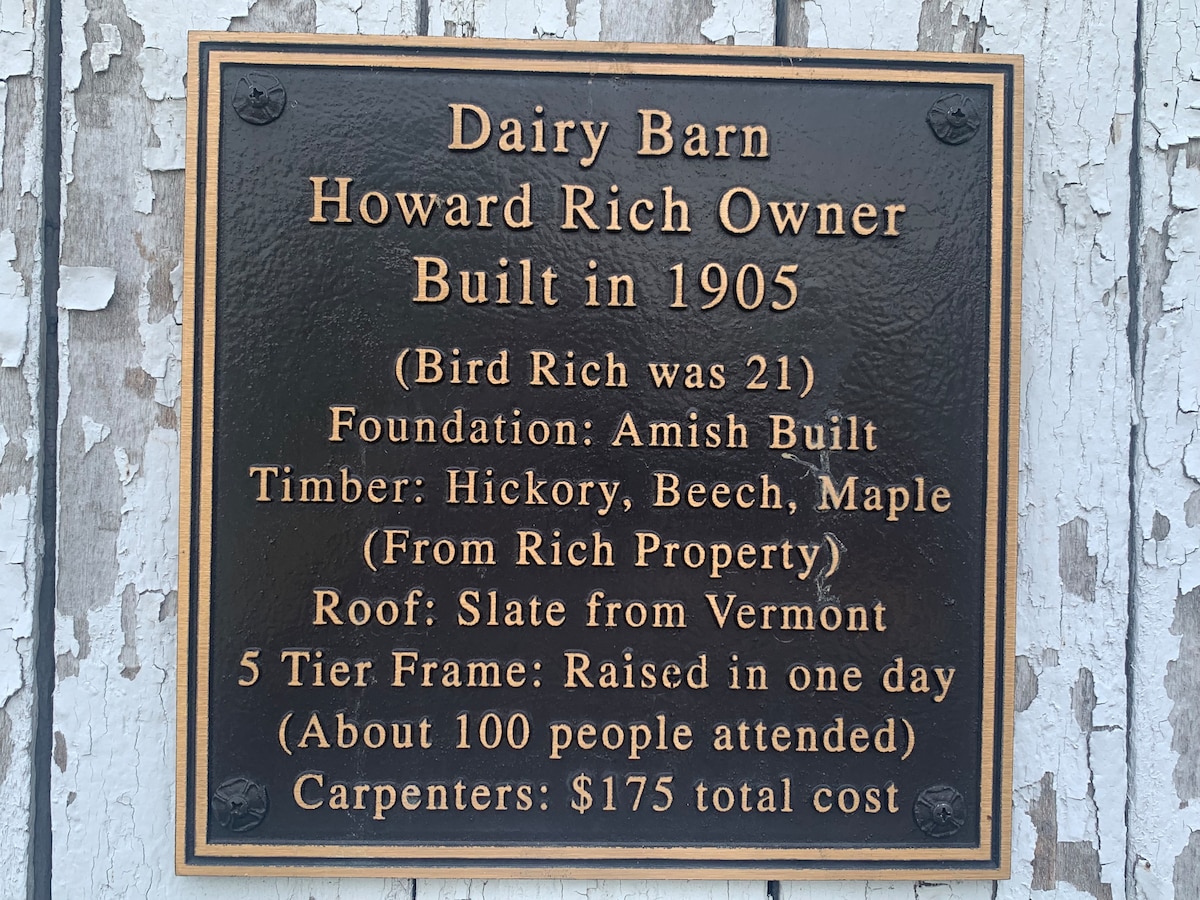 Dairy Barn
Howard Rich Owner
Built in 1905
(Bird Rich was 21)
Foundation: Amish Built
Timber: Hickory, Beech, Maple
(From Rich Property)
Roof: Slate from Vermont
5 Tier Frame: Raised in one day
(About 100 people attended)
Carpenters: $175 total cost